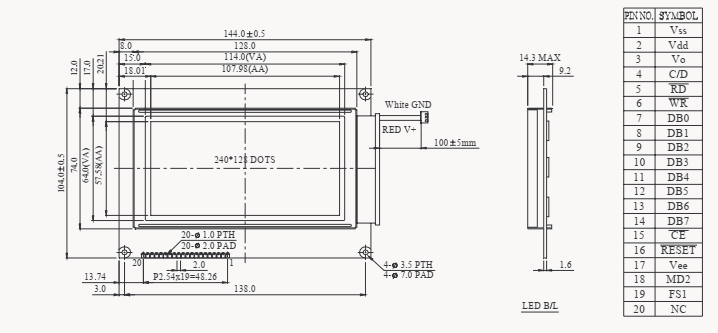 144.0±0.5
8.0
128.0
15.0
114.0(VA)
18.01
107.98(AA)
12.0
17.0
20.21
104.0±0.5
74.0
64.0(VA)
57.58(AA)
240*128 DOTS
White GND
RED V+
100±5mm
20-ø 1.0 PTH
20-ø 2.0 PAD
20
1
2.0
P2.54x19=48.26
13.74
3.0
138.0
4-ø 3.5 PTH
4-ø 7.0 PAD
14.3 MAX
9.2
1.6
LED B/L
PIN NO. SYMBOL
1 Vss
2 Vdd
3 Vo
4 C/D
5 RD
6 WR
7 DB0
8 DB1
9 DB2
10 DB3
11 DB4
12 DB5
13 DB6
14 DB7
15 CE
16 RESET
17 Vee
18 MD2
19 FS1
20 NC